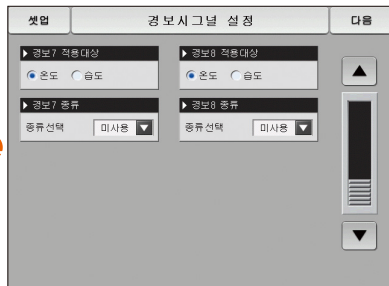 셋업 경보시그널 설정 다음
▶ 경보7 적용대상 ▶ 경보8 적용대상
온도 습도 온도 습도
▶ 경보7 종류 ▶ 경보8 종류
종류선택 미사용 종류선택 미사용
e